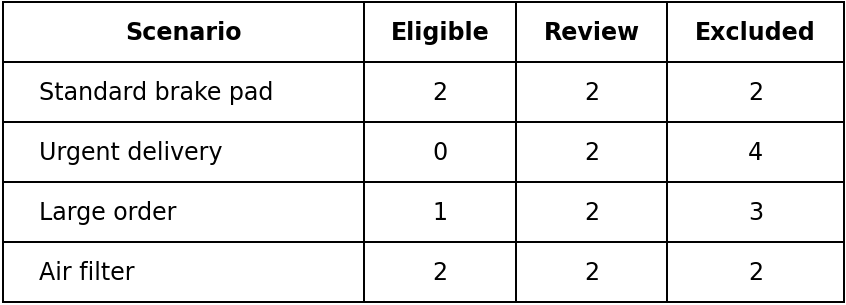 Scenario Eligible Review Excluded
Standard brake pad 2 2 2
Urgent delivery 0 2 4
Large order 1 2 3
Air filter 2 2 2